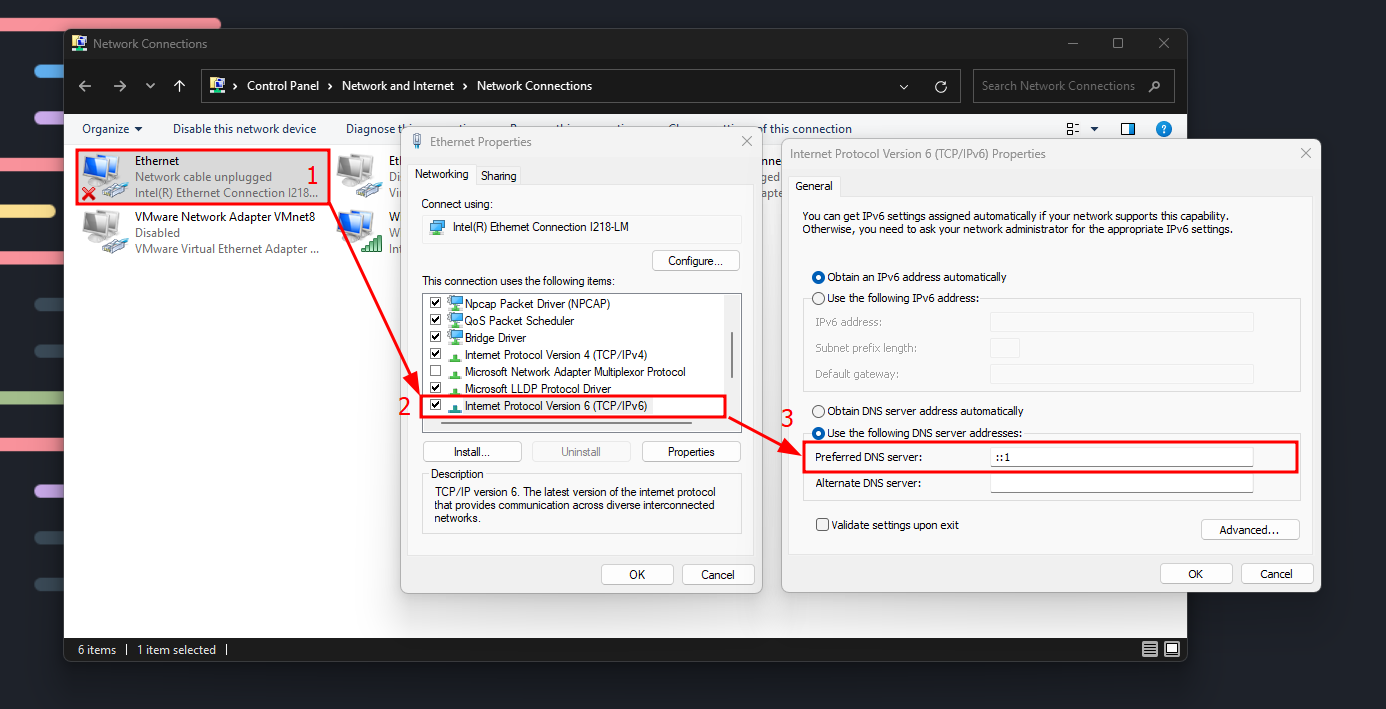 Network Connections
Control Panel > Network and Internet > Network Connections
Search Network Connections
Organize
Disable this network device
Diagnose
this connection
Ethernet
Network cable unplugged
Intel(R) Ethernet Connection I218...
1
VMware Network Adapter VMnet8
Disabled
VMware Virtual Ethernet Adapter ...
6 items
1 item selected
Ethernet Properties
Networking
Sharing
Connect using:
Intel(R) Ethernet Connection I218-LM
Configure...
This connection uses the following items:
Npcap Packet Driver (NPCAP)
QoS Packet Scheduler
Bridge Driver
Internet Protocol Version 4 (TCP/IPv4)
Microsoft Network Adapter Multiplexor Protocol
Microsoft LLDP Protocol Driver
2
Internet Protocol Version 6 (TCP/IPv6)
Install...
Uninstall
Properties
Description
TCP/IP version 6. The latest version of the internet protocol
that provides communication across diverse interconnected
networks.
OK
Cancel
Internet Protocol Version 6 (TCP/IPv6) Properties
General
You can get IPv6 settings assigned automatically if your network supports this capability.
Otherwise, you need to ask your network administrator for the appropriate IPv6 settings.
Obtain an IPv6 address automatically
Use the following IPv6 address:
IPv6 address:
Subnet prefix length:
Default gateway:
Obtain DNS server address automatically
3
Use the following DNS server addresses:
Preferred DNS server:
::1
Alternate DNS server:
Validate settings upon exit
Advanced...
OK
Cancel